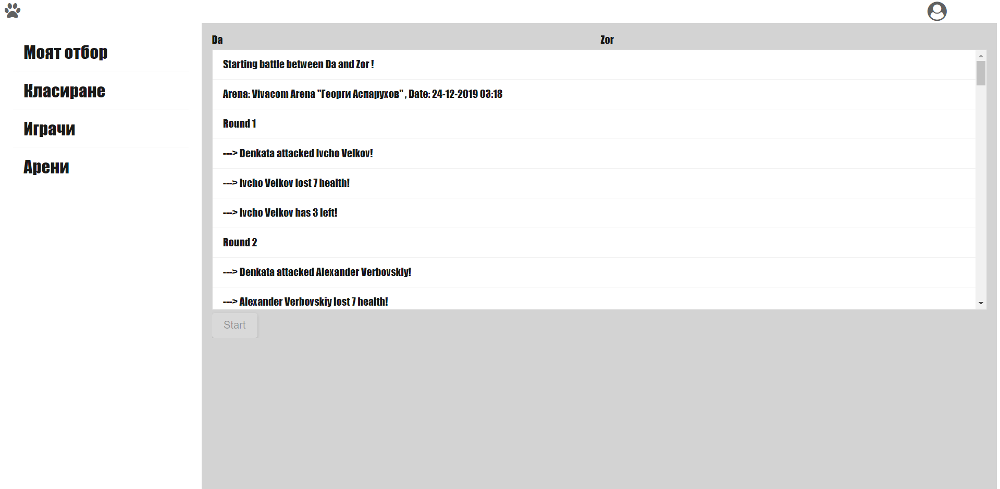 Моят отбор
Класиране
Играчи
Арени
Da
Zor
Starting battle between Da and Zor !
Arena: Vivacom Arena "Георги Аспарухов" , Date: 24-12-2019 03:18
Round 1
---> Denkata attacked Ivcho Velkov!
---> Ivcho Velkov lost 7 health!
---> Ivcho Velkov has 3 left!
Round 2
---> Denkata attacked Alexander Verbovskiy!
---> Alexander Verbovskiy lost 7 health!
Start